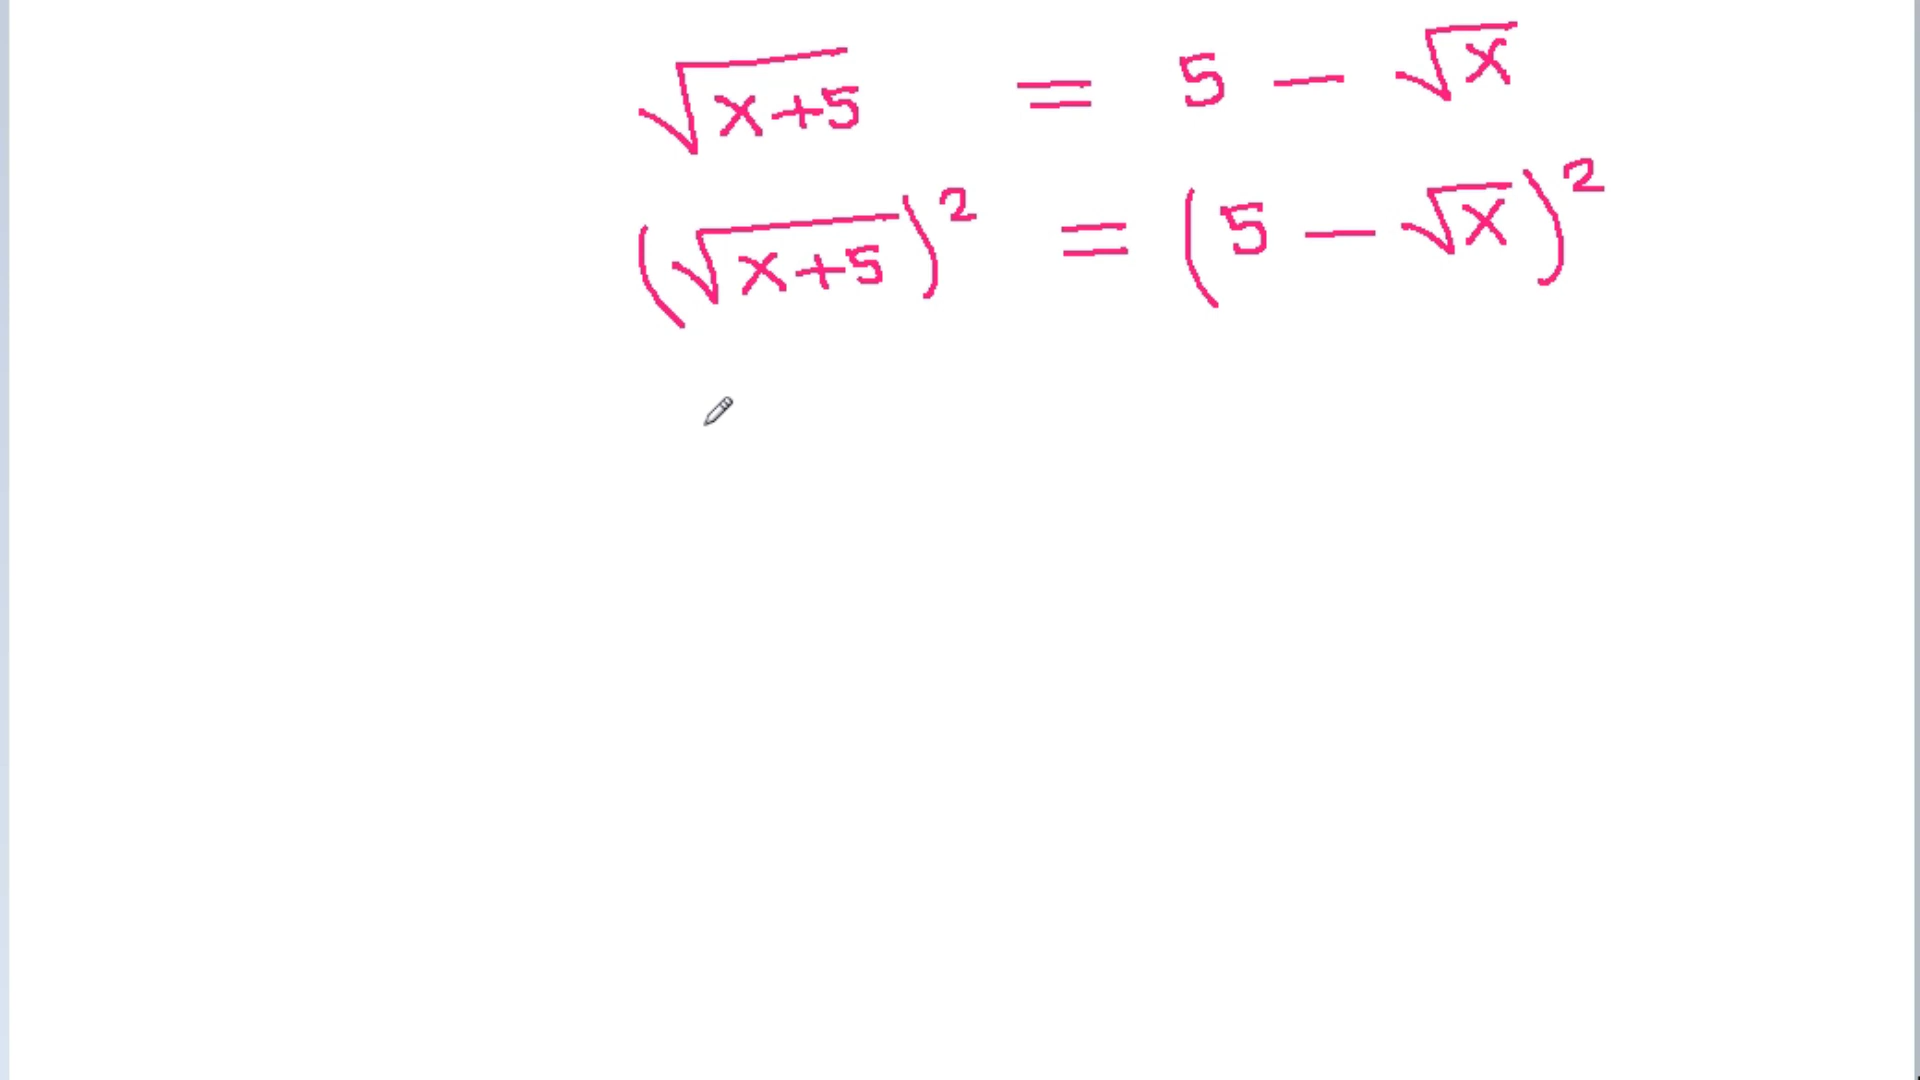 √(x+5) = 5 − √x
(√(x+5))² = (5 − √x)²